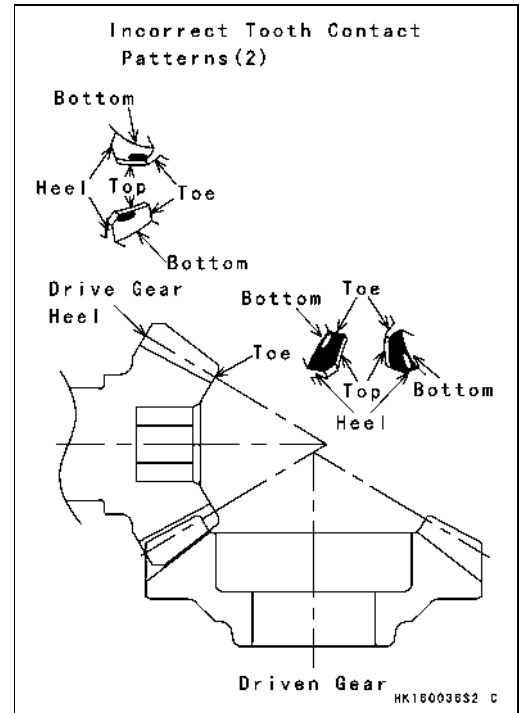 Incorrect Tooth Contact
Patterns(2)
Bottom
Heel
Top
Toe
Bottom
Drive Gear
Heel
Toe
Bottom
Toe
Top
Bottom
Heel
Driven Gear
HK160036S2 C